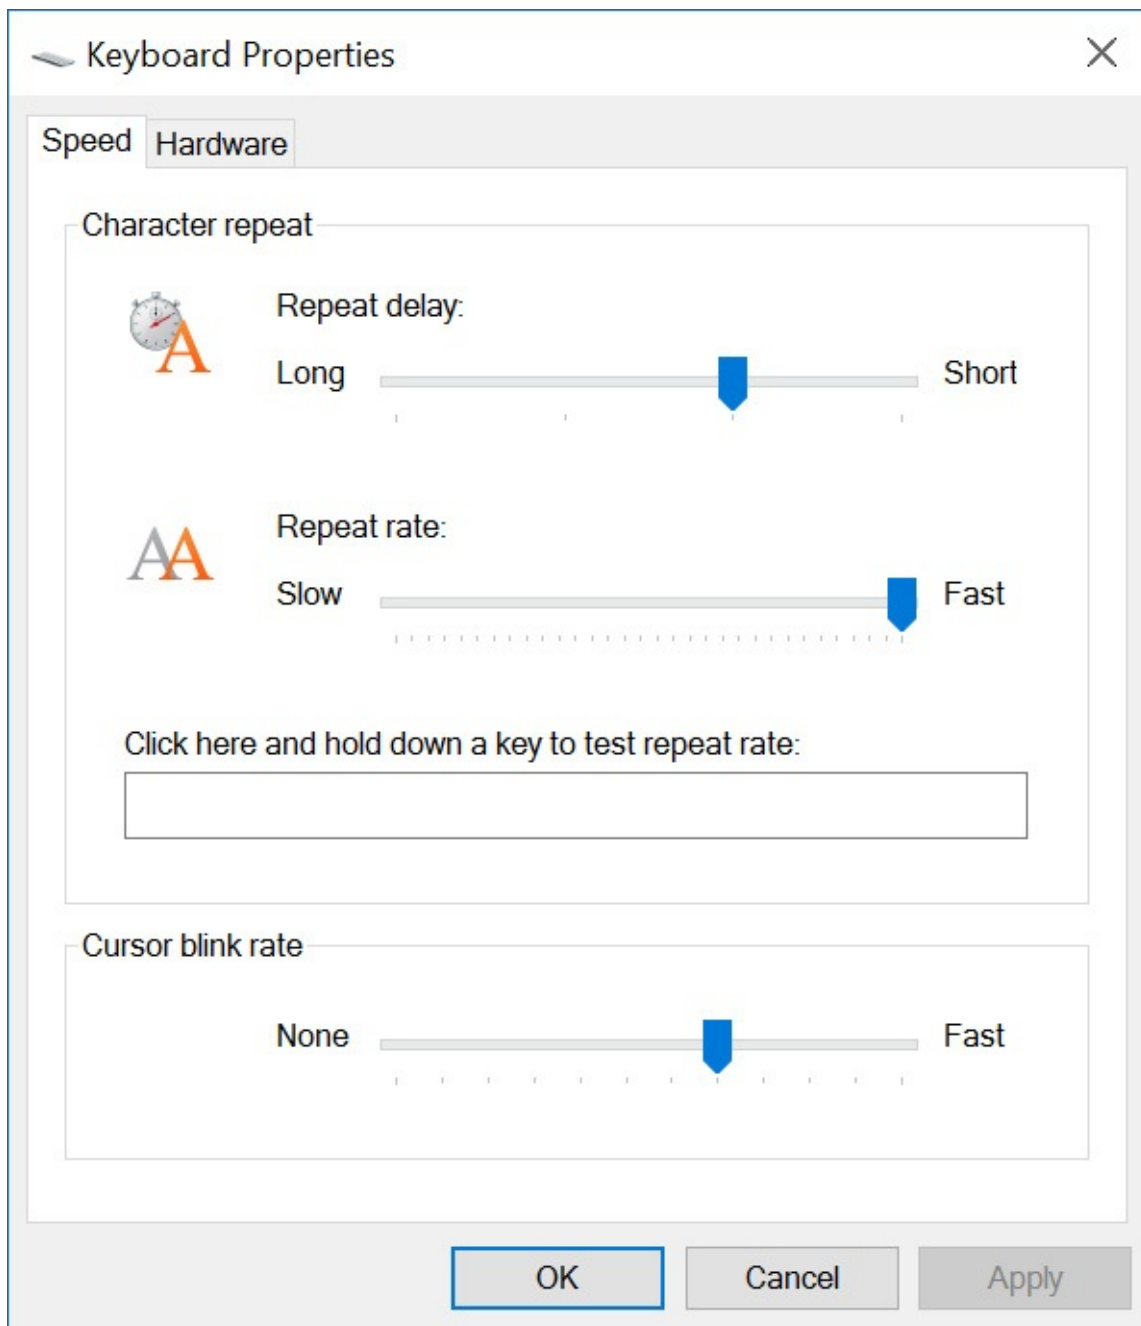 Keyboard Properties
Speed Hardware
Character repeat
Repeat delay:
Long Short
Repeat rate:
Slow Fast
Click here and hold down a key to test repeat rate:
Cursor blink rate
None Fast
OK Cancel Apply